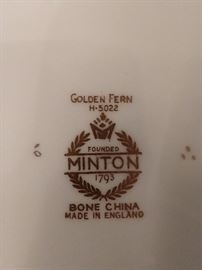 GOLDEN FERN
H-5022
FOUNDED
MINTON
1793
BONE CHINA
MADE IN ENGLAND